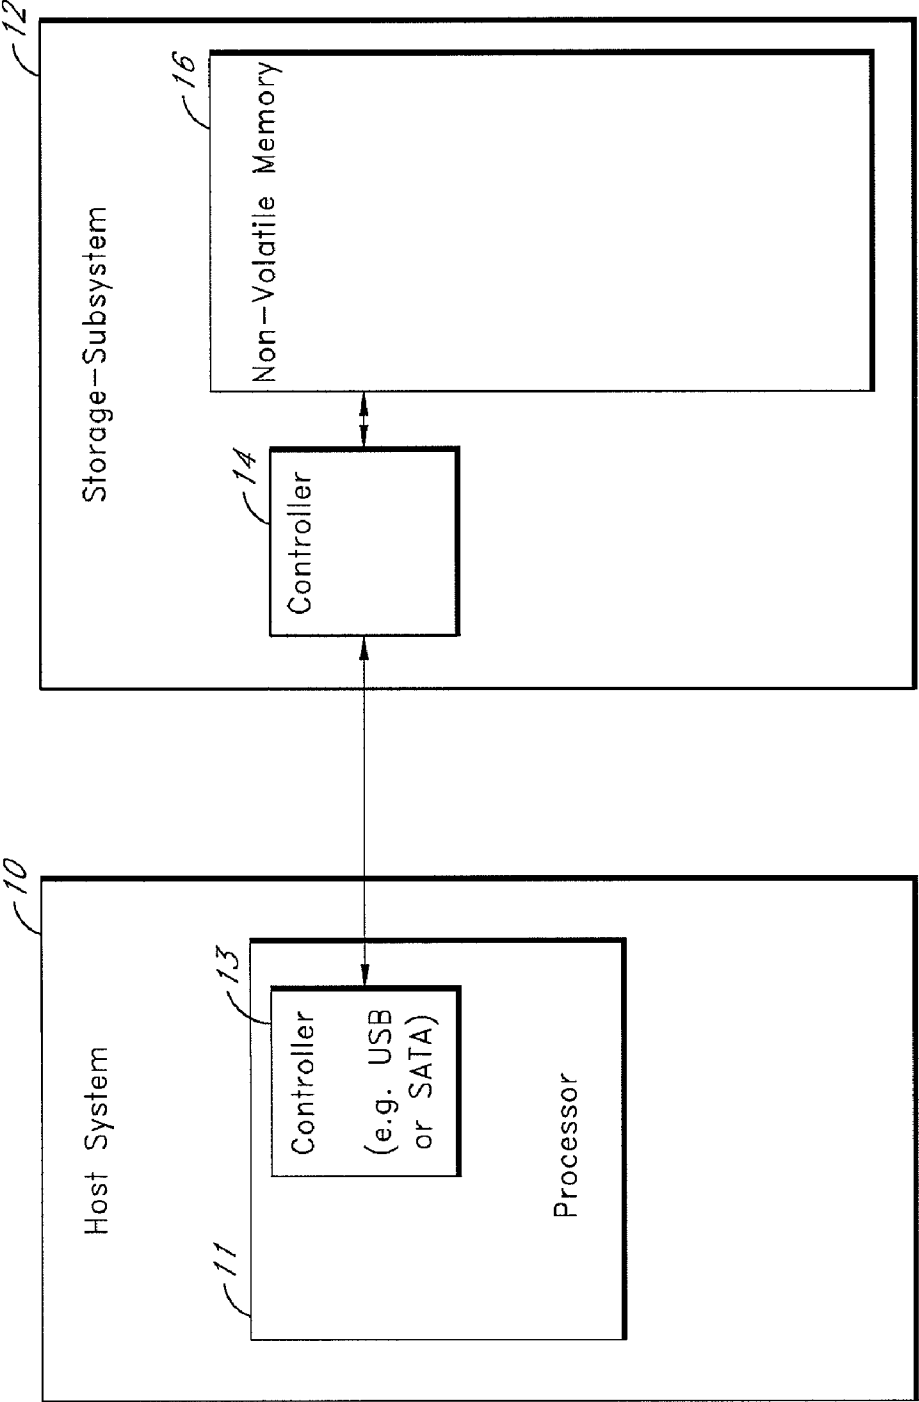 10
Host System
11
13
Controller
(e.g. USB
or SATA)
Processor
12
Storage-Subsystem
14
Controller
16
Non-Volatile Memory